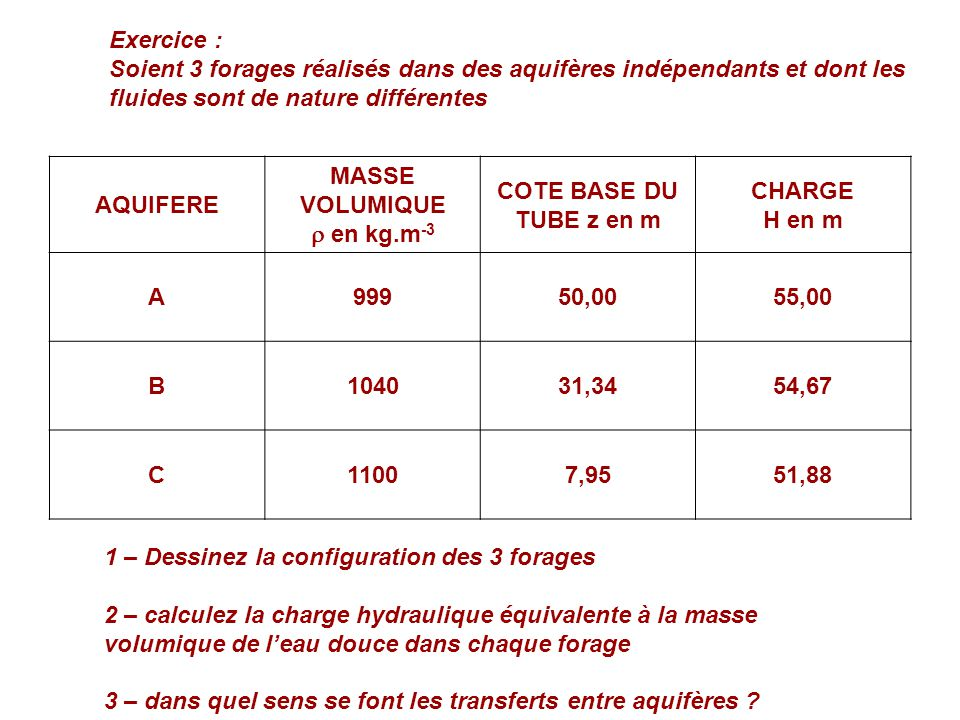 Exercice :
Soient 3 forages réalisés dans des aquifères indépendants et dont les
fluides sont de nature différentes
AQUIFERE
MASSE
VOLUMIQUE
ρ en kg.m-3
COTE BASE DU
TUBE z en m
CHARGE
H en m
A 999 50,00 55,00
B 1040 31,34 54,67
C 1100 7,95 51,88
1 – Dessinez la configuration des 3 forages
2 – calculez la charge hydraulique équivalente à la masse
volumique de l’eau douce dans chaque forage
3 – dans quel sens se font les transferts entre aquifères ?